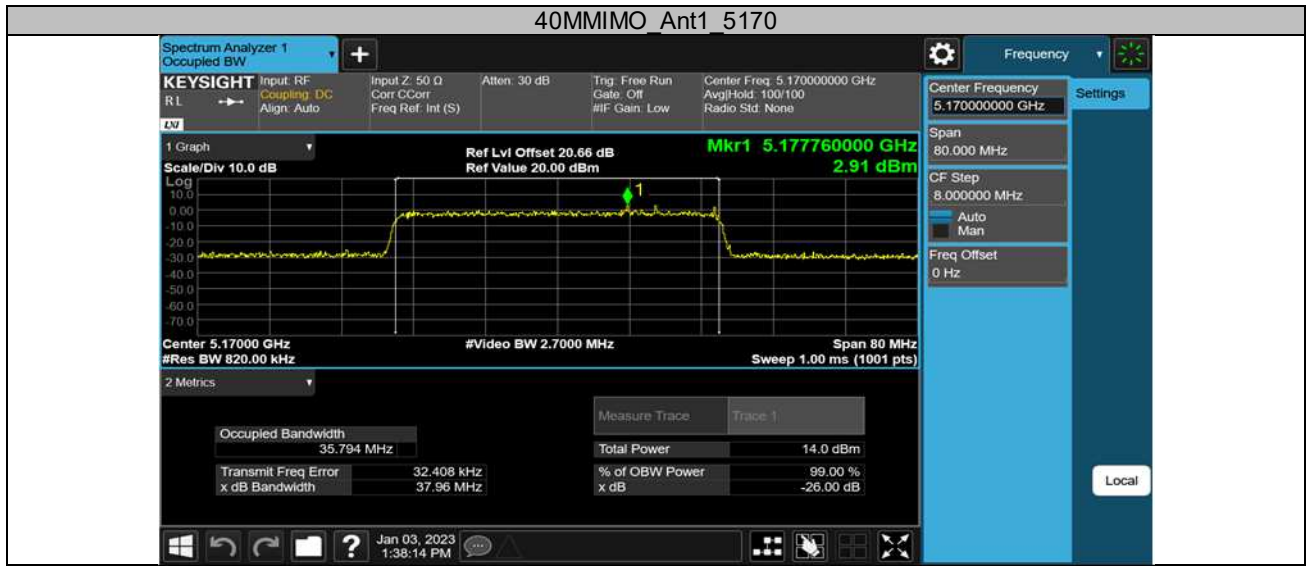 40MMIMO_Ant1_5170
Spectrum Analyzer 1
Occupied BW
+
Frequency
KEYSIGHT Input: RF Input Z: 50 Ω Atten: 30 dB Trig: Free Run Center Freq: 5.170000000 GHz
RL Coupling: DC Corr CCorr Gate: Off Avg|Hold: 100/100
Align: Auto Freq Ref: Int (S) #IF Gain: Low Radio Std: None
LXI
Center Frequency
5.170000000 GHz
Settings
Span
80.000 MHz
CF Step
8.000000 MHz
Auto
Man
Freq Offset
0 Hz
Local
1 Graph
Scale/Div 10.0 dB
Ref Lvl Offset 20.66 dB
Ref Value 20.00 dBm
Mkr1 5.177760000 GHz
2.91 dBm
Log
10.0
0.00
-10.0
-20.0
-30.0
-40.0
-50.0
-60.0
-70.0
1
Center 5.17000 GHz #Video BW 2.7000 MHz Span 80 MHz
#Res BW 820.00 kHz Sweep 1.00 ms (1001 pts)
2 Metrics
Measure Trace Trace 1
Occupied Bandwidth
35.794 MHz
Total Power 14.0 dBm
Transmit Freq Error 32.408 kHz % of OBW Power 99.00 %
x dB Bandwidth 37.96 MHz x dB -26.00 dB
?
Jan 03, 2023
1:38:14 PM